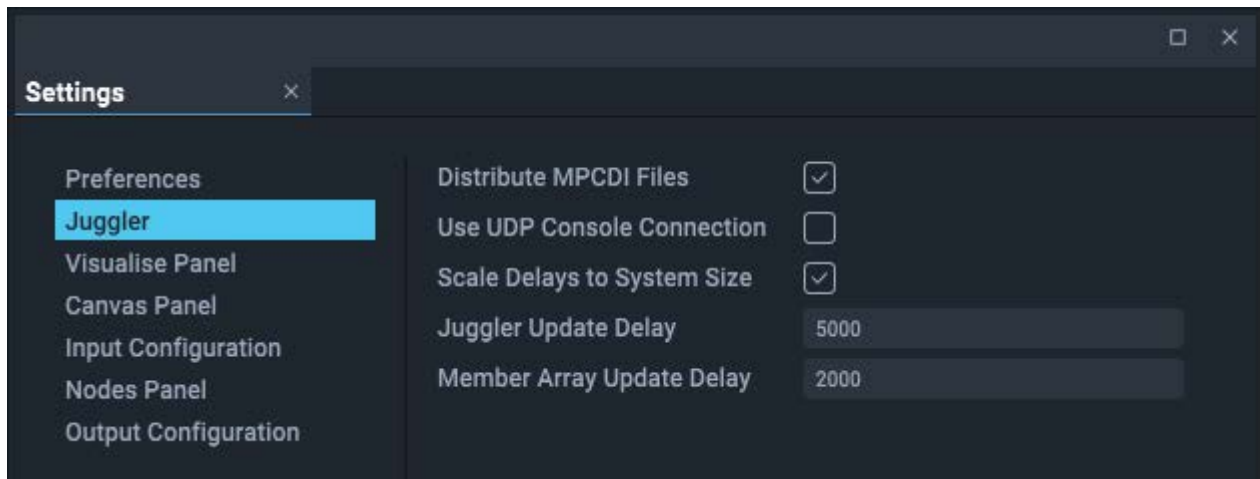 Settings
Preferences
Juggler
Visualise Panel
Canvas Panel
Input Configuration
Nodes Panel
Output Configuration
Distribute MPCDI Files
Use UDP Console Connection
Scale Delays to System Size
Juggler Update Delay 5000
Member Array Update Delay 2000